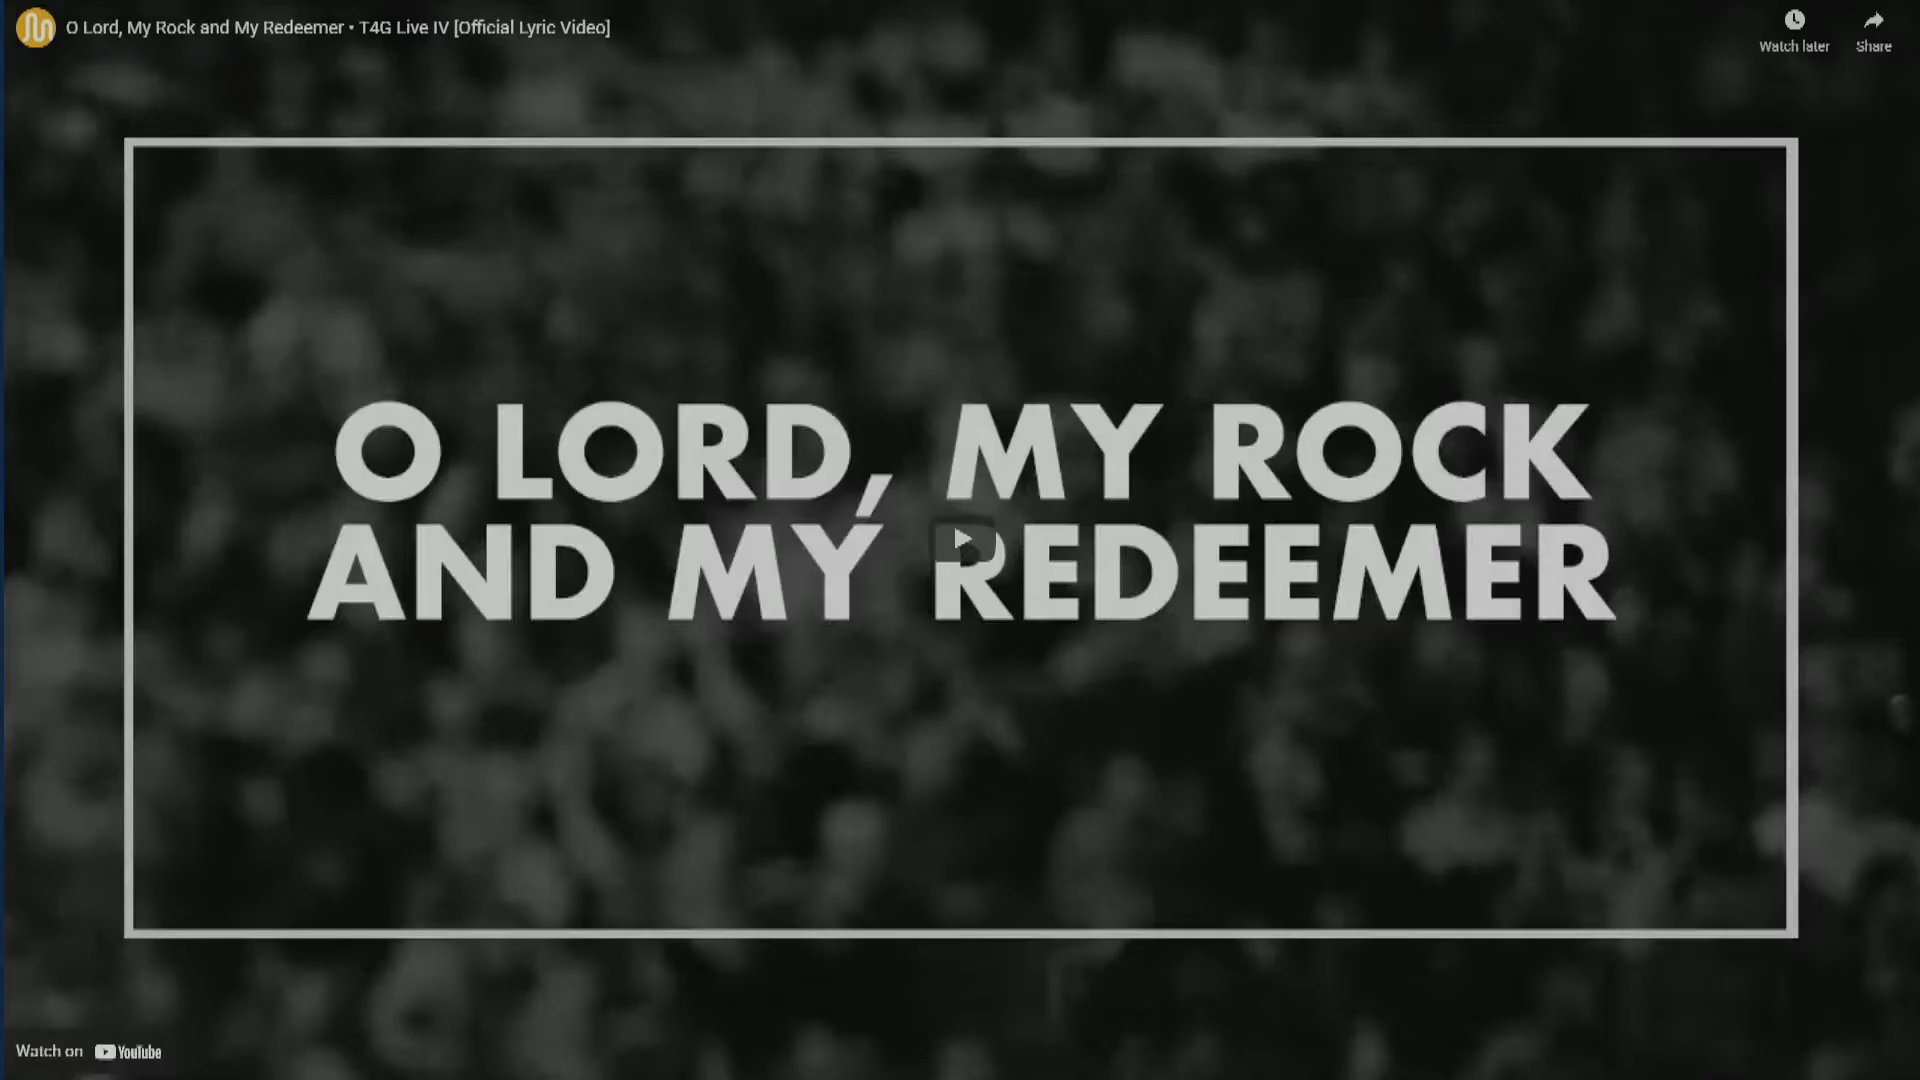 O Lord, My Rock and My Redeemer • T4G Live IV [Official Lyric Video]
Watch later
Share
O LORD, MY ROCK
AND MY REDEEMER
Watch on YouTube